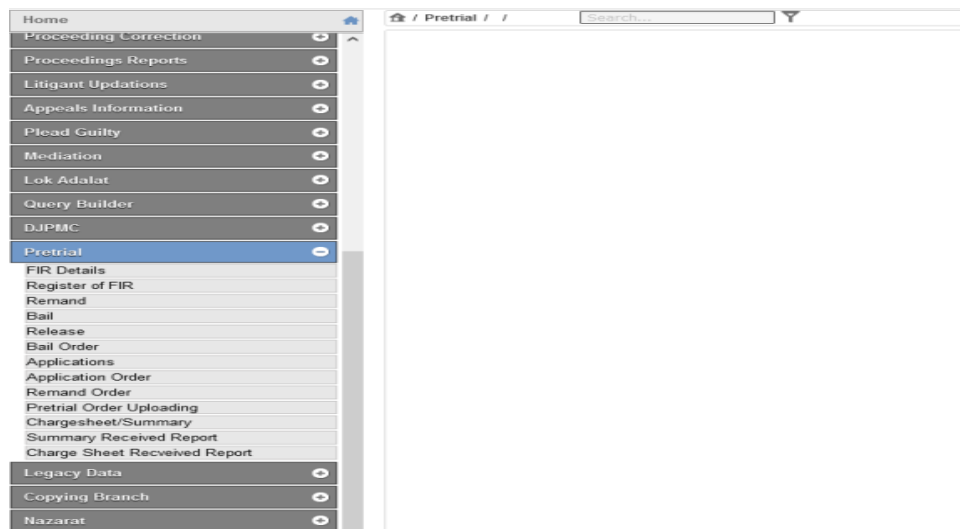 Home
/ Pretrial / /
Search...
Proceeding Correction
Proceedings Reports
Litigant Updations
Appeals Information
Plead Guilty
Mediation
Lok Adalat
Query Builder
DJPMC
Pretrial
FIR Details
Register of FIR
Remand
Bail
Release
Bail Order
Applications
Application Order
Remand Order
Pretrial Order Uploading
Chargesheet/Summary
Summary Received Report
Charge Sheet Recveived Report
Legacy Data
Copying Branch
Nazarat